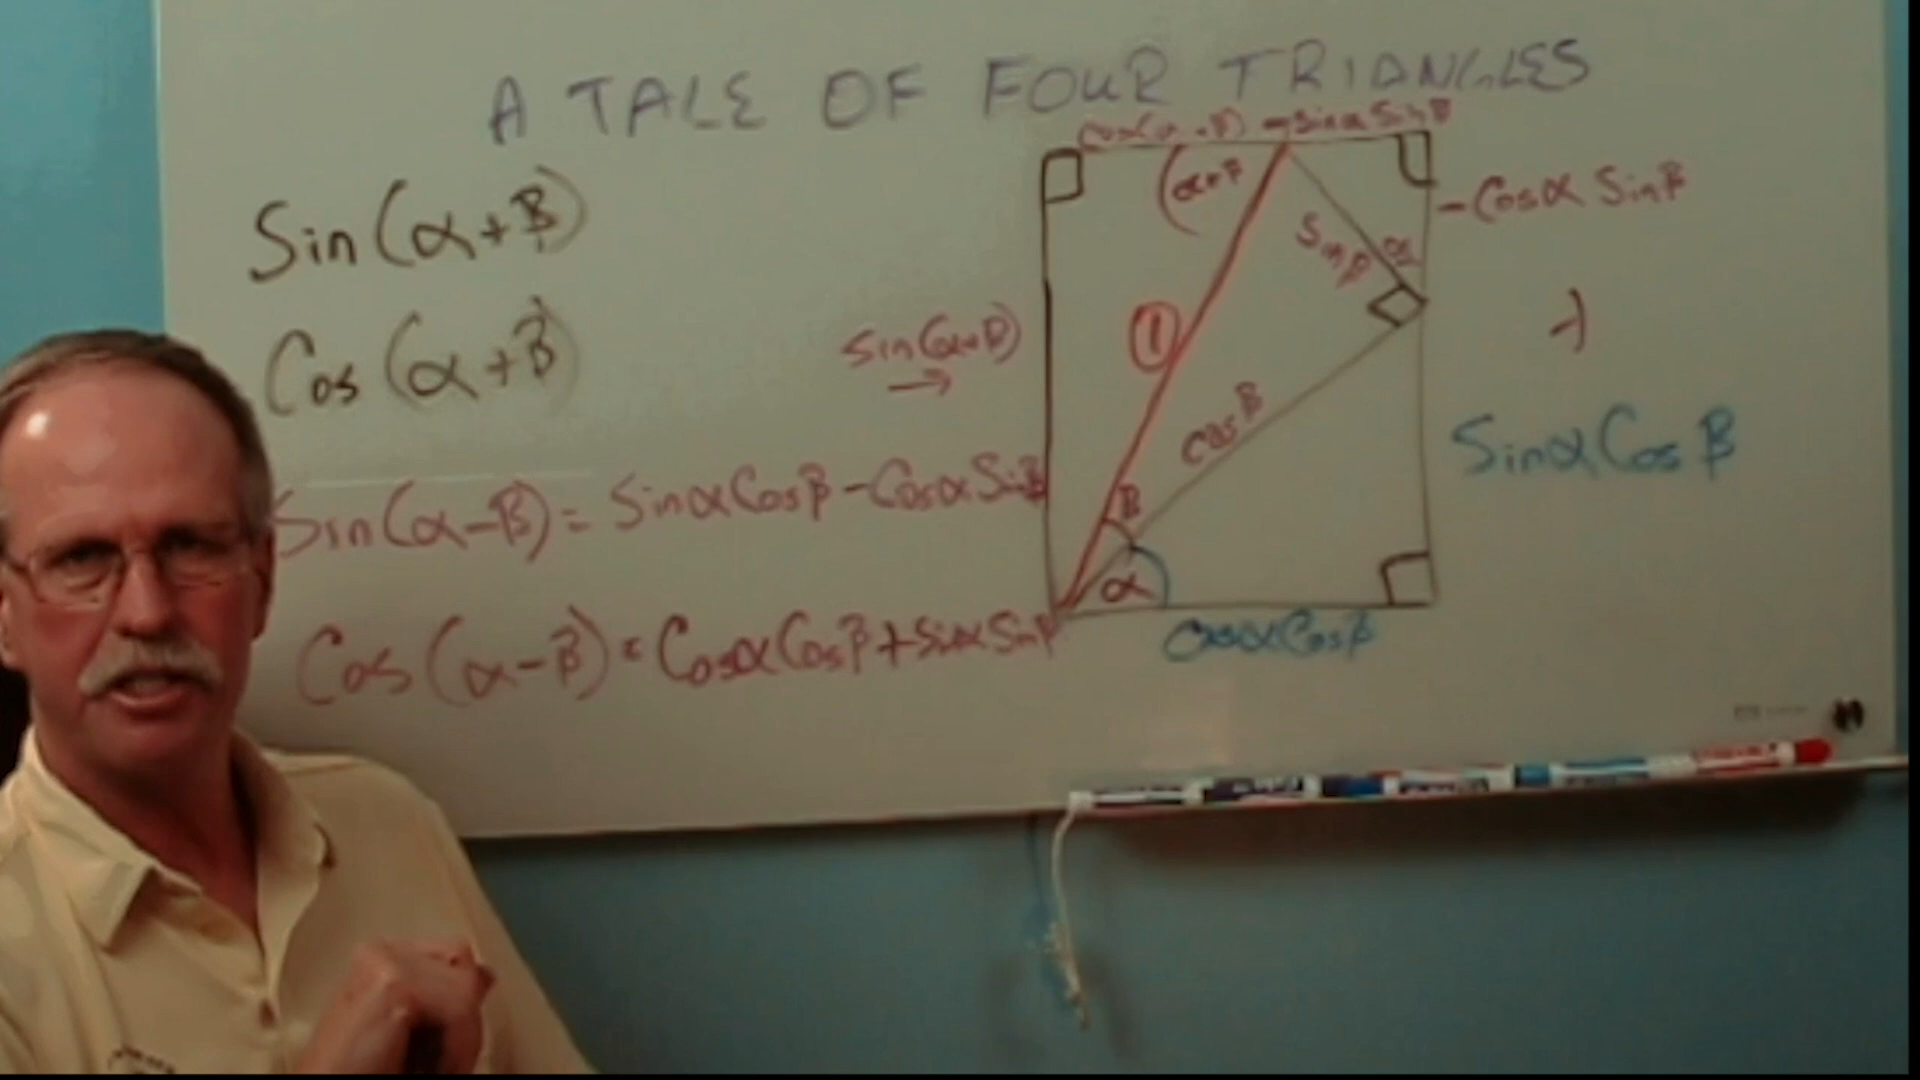 A TALE OF FOUR TRIANGLES
Sin(α+β)
Cos(α+β)
Sin(α-β)= Sinα Cosβ - Cosα Sinβ
Cos(α-β)= Cosα Cosβ + Sinα Sinβ
- Sinα Sinβ
α+β
- Cosα Sinβ
Sinβ
α
+
Sin(α+β)
→
1
Cosβ
Sinα Cosβ
β
α
Cosα Cosβ